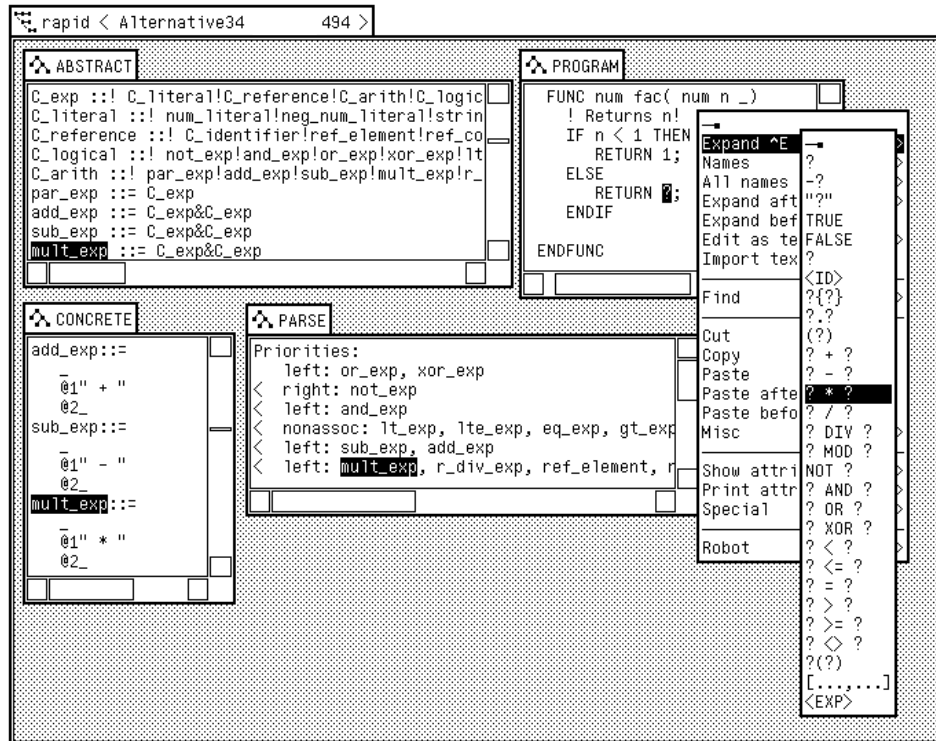 rapid < Alternative34 494 >
ABSTRACT
C_exp ::! C_literal!C_reference!C_arith!C_logic
C_literal ::! num_literal!neg_num_literal!strin
C_reference ::! C_identifier!ref_element!ref_co
C_logical ::! not_exp!and_exp!or_exp!xor_exp!lt
C_arith ::! par_exp!add_exp!sub_exp!mult_exp!r_
par_exp ::= C_exp
add_exp ::= C_exp&C_exp
sub_exp ::= C_exp&C_exp
mult_exp ::= C_exp&C_exp
PROGRAM
FUNC num fac( num n _)
! Returns n!
IF n < 1 THEN
RETURN 1;
ELSE
RETURN ?;
ENDIF
ENDFUNC
CONCRETE
add_exp::=
_
@1" + "
@2_
sub_exp::=
_
@1" - "
@2_
mult_exp::=
_
@1" * "
@2_
PARSE
Priorities:
left: or_exp, xor_exp
< right: not_exp
< left: and_exp
< nonassoc: lt_exp, lte_exp, eq_exp, gt_exp
< left: sub_exp, add_exp
< left: mult_exp, r_div_exp, ref_element, r
Expand ^E >
Names >
All names >
Expand aft
Expand bef
Edit as te >
Import tex
Find >
Cut
Copy
Paste
Paste afte
Paste befo
Misc >
Show attri >
Print attr >
Special >
Robot >
?
-?
"?"
TRUE
FALSE
?
<ID>
?{?}
?.?
(?)
? + ?
? - ?
? * ?
? / ?
? DIV ?
? MOD ?
NOT ?
? AND ?
? OR ?
? XOR ?
? < ?
? <= ?
? = ?
? > ?
? >= ?
? <> ?
?(?)
[...,...]
<EXP>